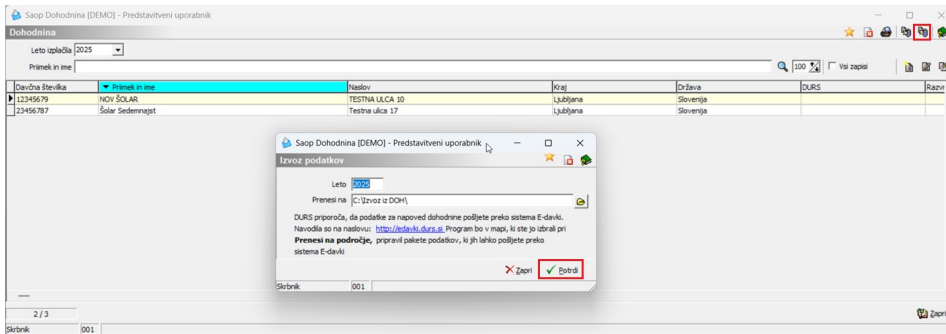 Saop Dohodnina [DEMO] - Predstavitveni uporabnik
Dohodnina
Leto izplačila 2025
Priimek in ime
100
Vsi zapisi
Davčna številka Priimek in ime Naslov Kraj Država DURS Razvr
12345679 NOV ŠOLAR TESTNA ULCA 10 Ljubljana Slovenija
23456787 Šolar Sedemnajst Testna ulica 17 Ljubljana Slovenija
Saop Dohodnina [DEMO] - Predstavitveni uporabnik
Izvoz podatkov
Leto 2025
Prenesi na C:\Izvoz iz DOH\
DURS priporoča, da podatke za napoved dohodnine pošljete preko sistema E-davki.
Navodila so na naslovu: http://edavki.durs.si Program bo v mapi, ki ste jo izbrali pri
Prenesi na področje, pripravil pakete podatkov, ki jih lahko pošljete preko
sistema E-davki
Zapri Potrdi
Skrbnik 001
2/3
Zapri
Skrbnik 001